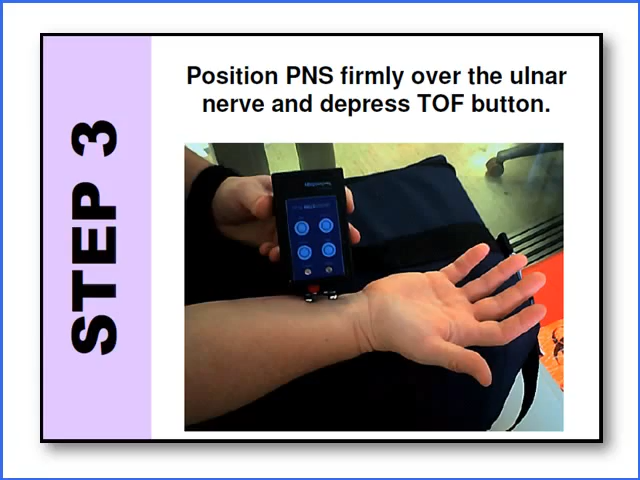 STEP 3
Position PNS firmly over the ulnar
nerve and depress TOF button.